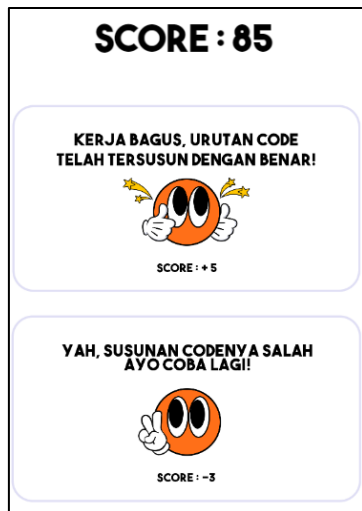 SCORE : 85
KERJA BAGUS, URUTAN CODE
TELAH TERSUSUN DENGAN BENAR!
SCORE : + 5
YAH, SUSUNAN CODENYA SALAH
AYO COBA LAGI!
SCORE : -3